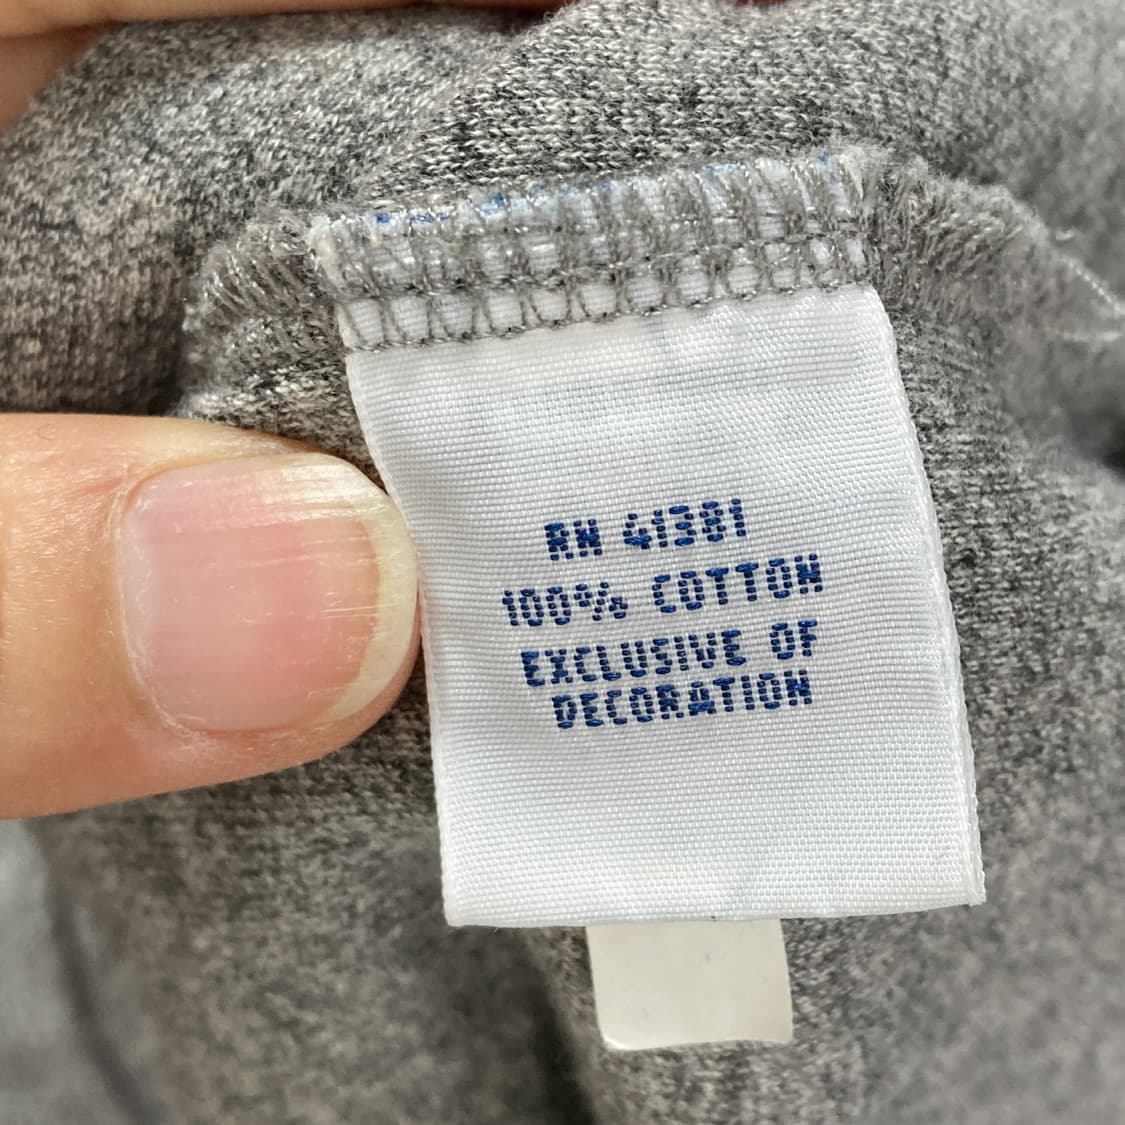 RN 41381
100% COTTON
EXCLUSIVE OF
DECORATION